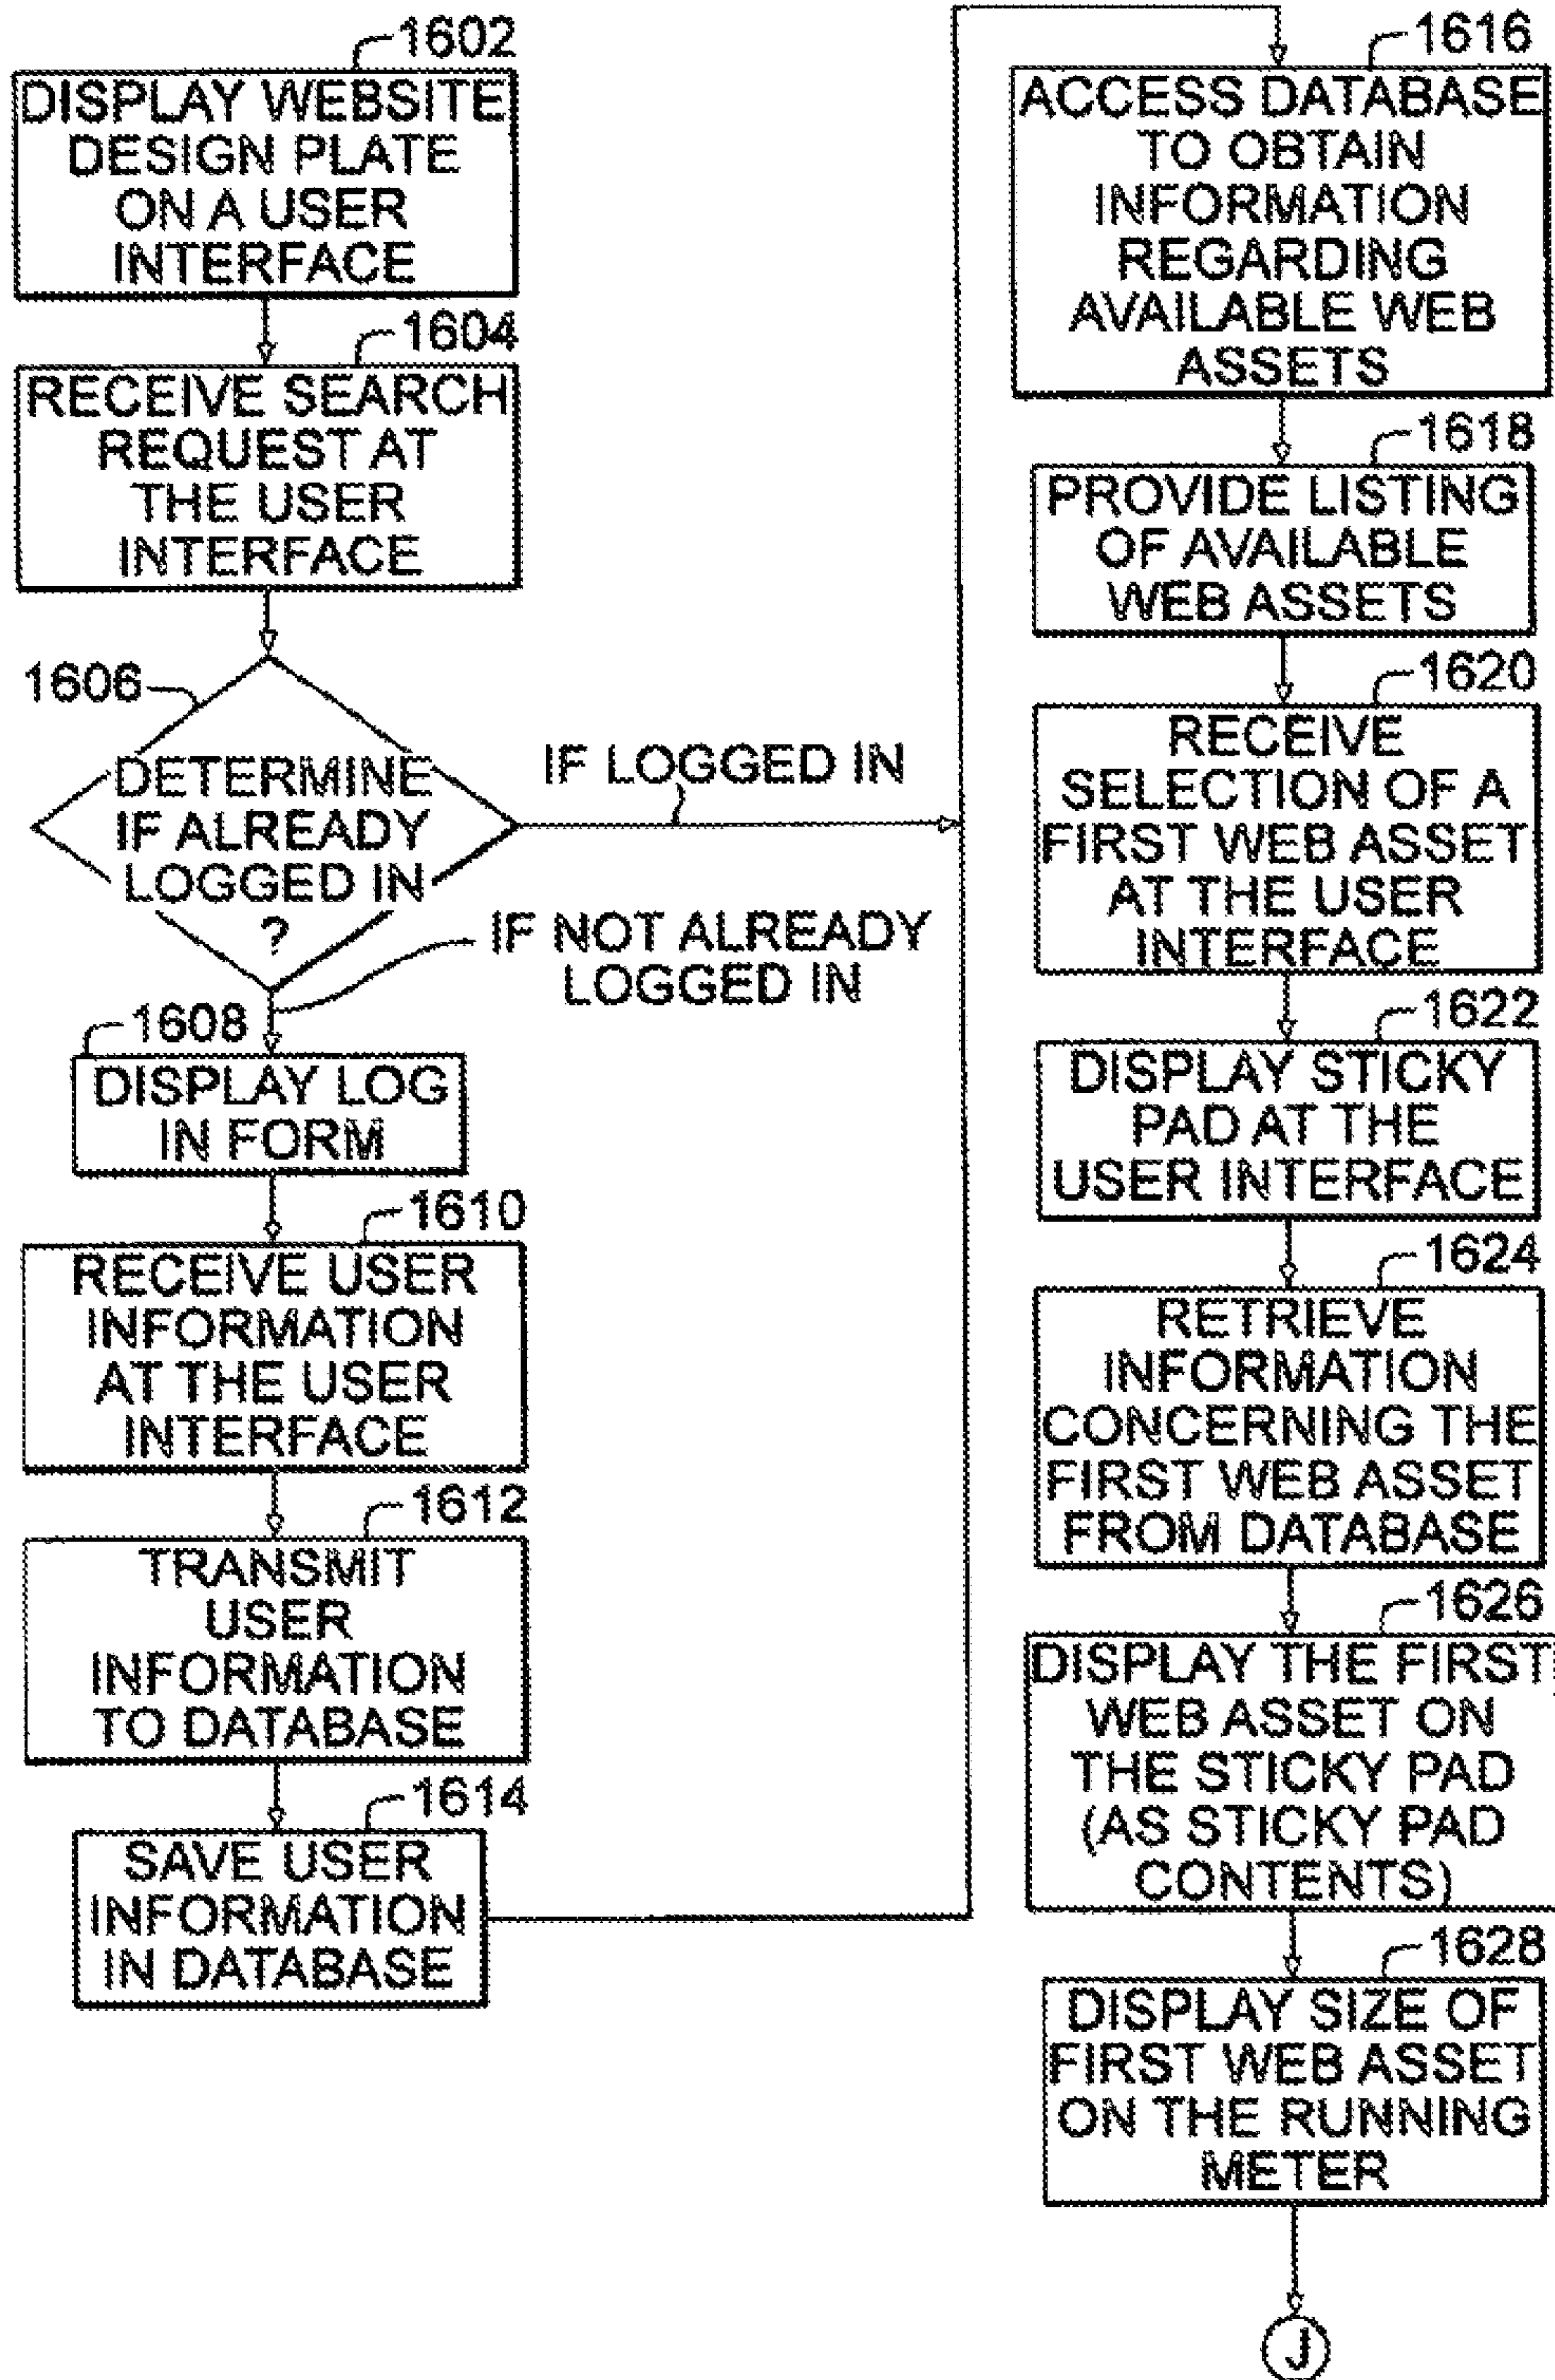 1602
DISPLAY WEBSITE
DESIGN PLATE
ON A USER
INTERFACE
1604
RECEIVE SEARCH
REQUEST AT
THE USER
INTERFACE
1606
DETERMINE
IF ALREADY
LOGGED IN
?
IF LOGGED IN
IF NOT ALREADY
LOGGED IN
1608
DISPLAY LOG
IN FORM
1610
RECEIVE USER
INFORMATION
AT THE USER
INTERFACE
1612
TRANSMIT
USER
INFORMATION
TO DATABASE
1614
SAVE USER
INFORMATION
IN DATABASE
1616
ACCESS DATABASE
TO OBTAIN
INFORMATION
REGARDING
AVAILABLE WEB
ASSETS
1618
PROVIDE LISTING
OF AVAILABLE
WEB ASSETS
1620
RECEIVE
SELECTION OF A
FIRST WEB ASSET
AT THE USER
INTERFACE
1622
DISPLAY STICKY
PAD AT THE
USER INTERFACE
1624
RETRIEVE
INFORMATION
CONCERNING THE
FIRST WEB ASSET
FROM DATABASE
1626
DISPLAY THE FIRST
WEB ASSET ON
THE STICKY PAD
(AS STICKY PAD
CONTENTS)
1628
DISPLAY SIZE OF
FIRST WEB ASSET
ON THE RUNNING
METER
J